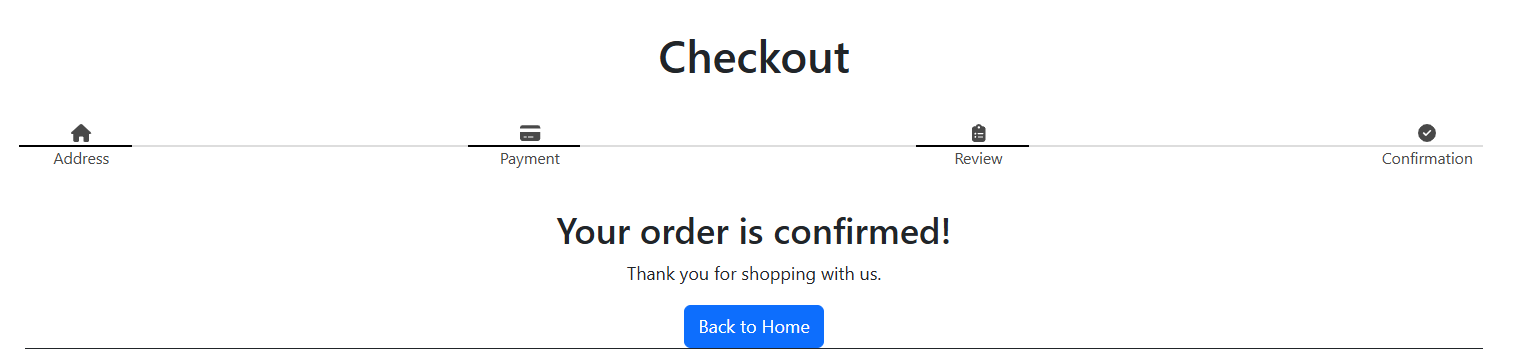 Checkout
Address Payment Review Confirmation
Your order is confirmed!
Thank you for shopping with us.
Back to Home